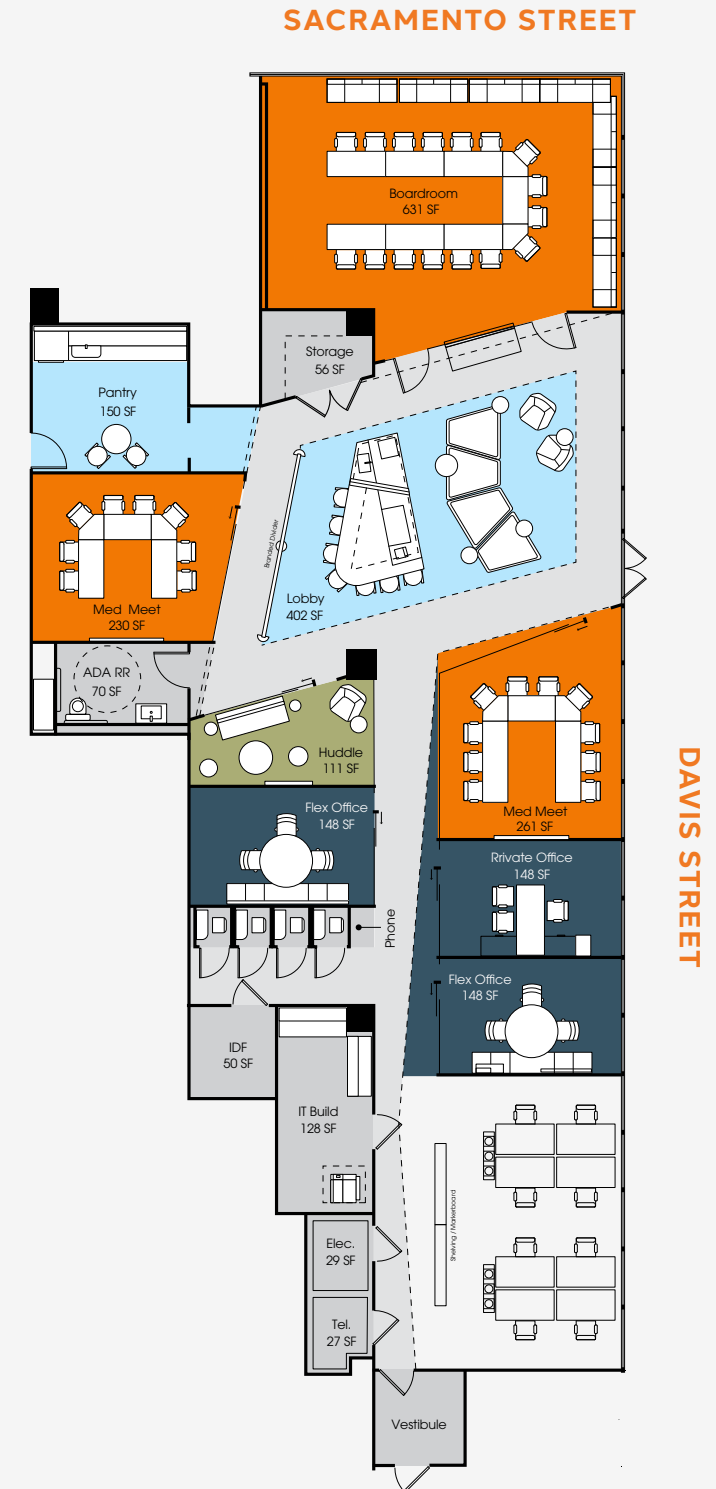 SACRAMENTO STREET
Boardroom
631 SF
Storage
56 SF
Pantry
150 SF
Branded Divider
Lobby
402 SF
Med Meet
230 SF
ADA RR
70 SF
Huddle
111 SF
Flex Office
148 SF
Med Meet
261 SF
DAVIS STREET
Rrivate Office
148 SF
Phone
Flex Office
148 SF
IDF
50 SF
IT Build
128 SF
Shelving / Markerboard
Elec.
29 SF
Tel.
27 SF
Vestibule